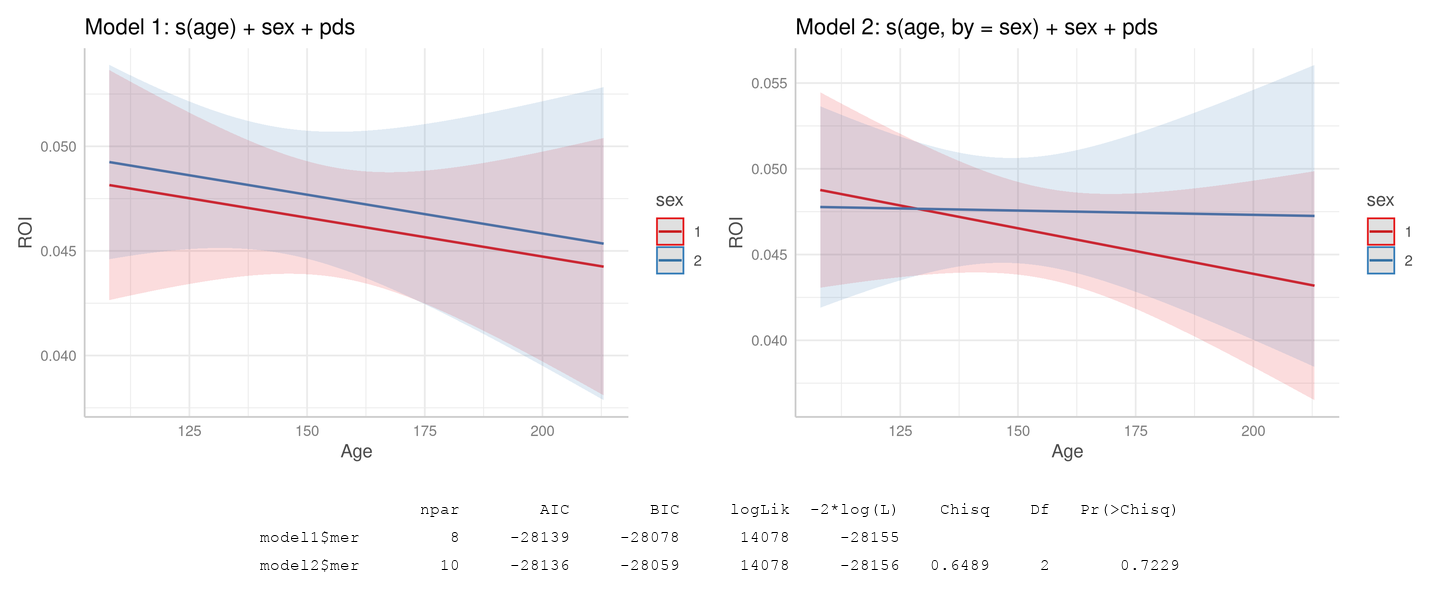 Model 1: s(age) + sex + pds
0.050
0.045
0.040
ROI
125 150 175 200
Age
sex
1
2
Model 2: s(age, by = sex) + sex + pds
0.055
0.050
0.045
0.040
ROI
125 150 175 200
Age
sex
1
2
npar AIC BIC logLik -2*log(L) Chisq Df Pr(>Chisq)
model1$mer 8 -28139 -28078 14078 -28155
model2$mer 10 -28136 -28059 14078 -28156 0.6489 2 0.7229